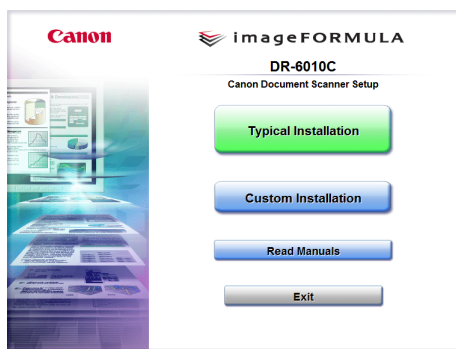 Canon
imageFORMULA
DR-6010C
Canon Document Scanner Setup
Typical Installation
Custom Installation
Read Manuals
Exit